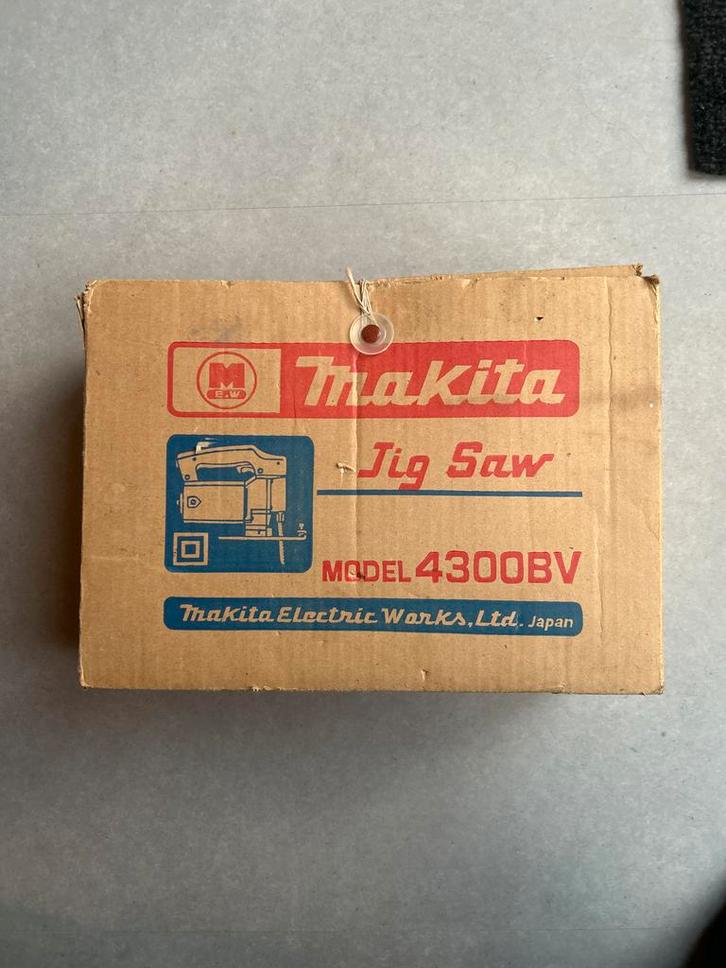 M
E.W
Makita
Jig Saw
MODEL 4300BV
Makita Electric Works, Ltd. Japan